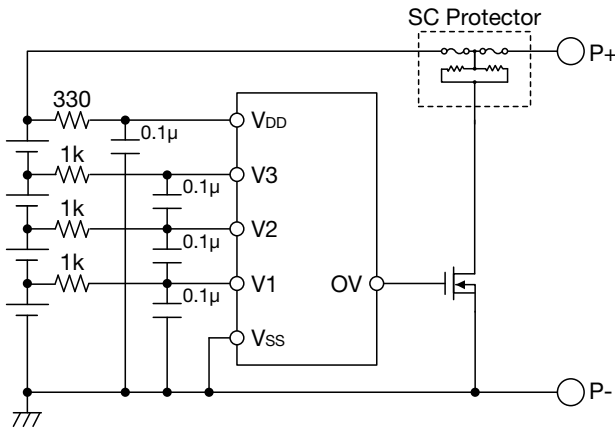 SC Protector
P+
330
0.1µ
VDD
1k
V3
0.1µ
1k
V2
0.1µ
1k
V1
0.1µ
OV
VSS
P-